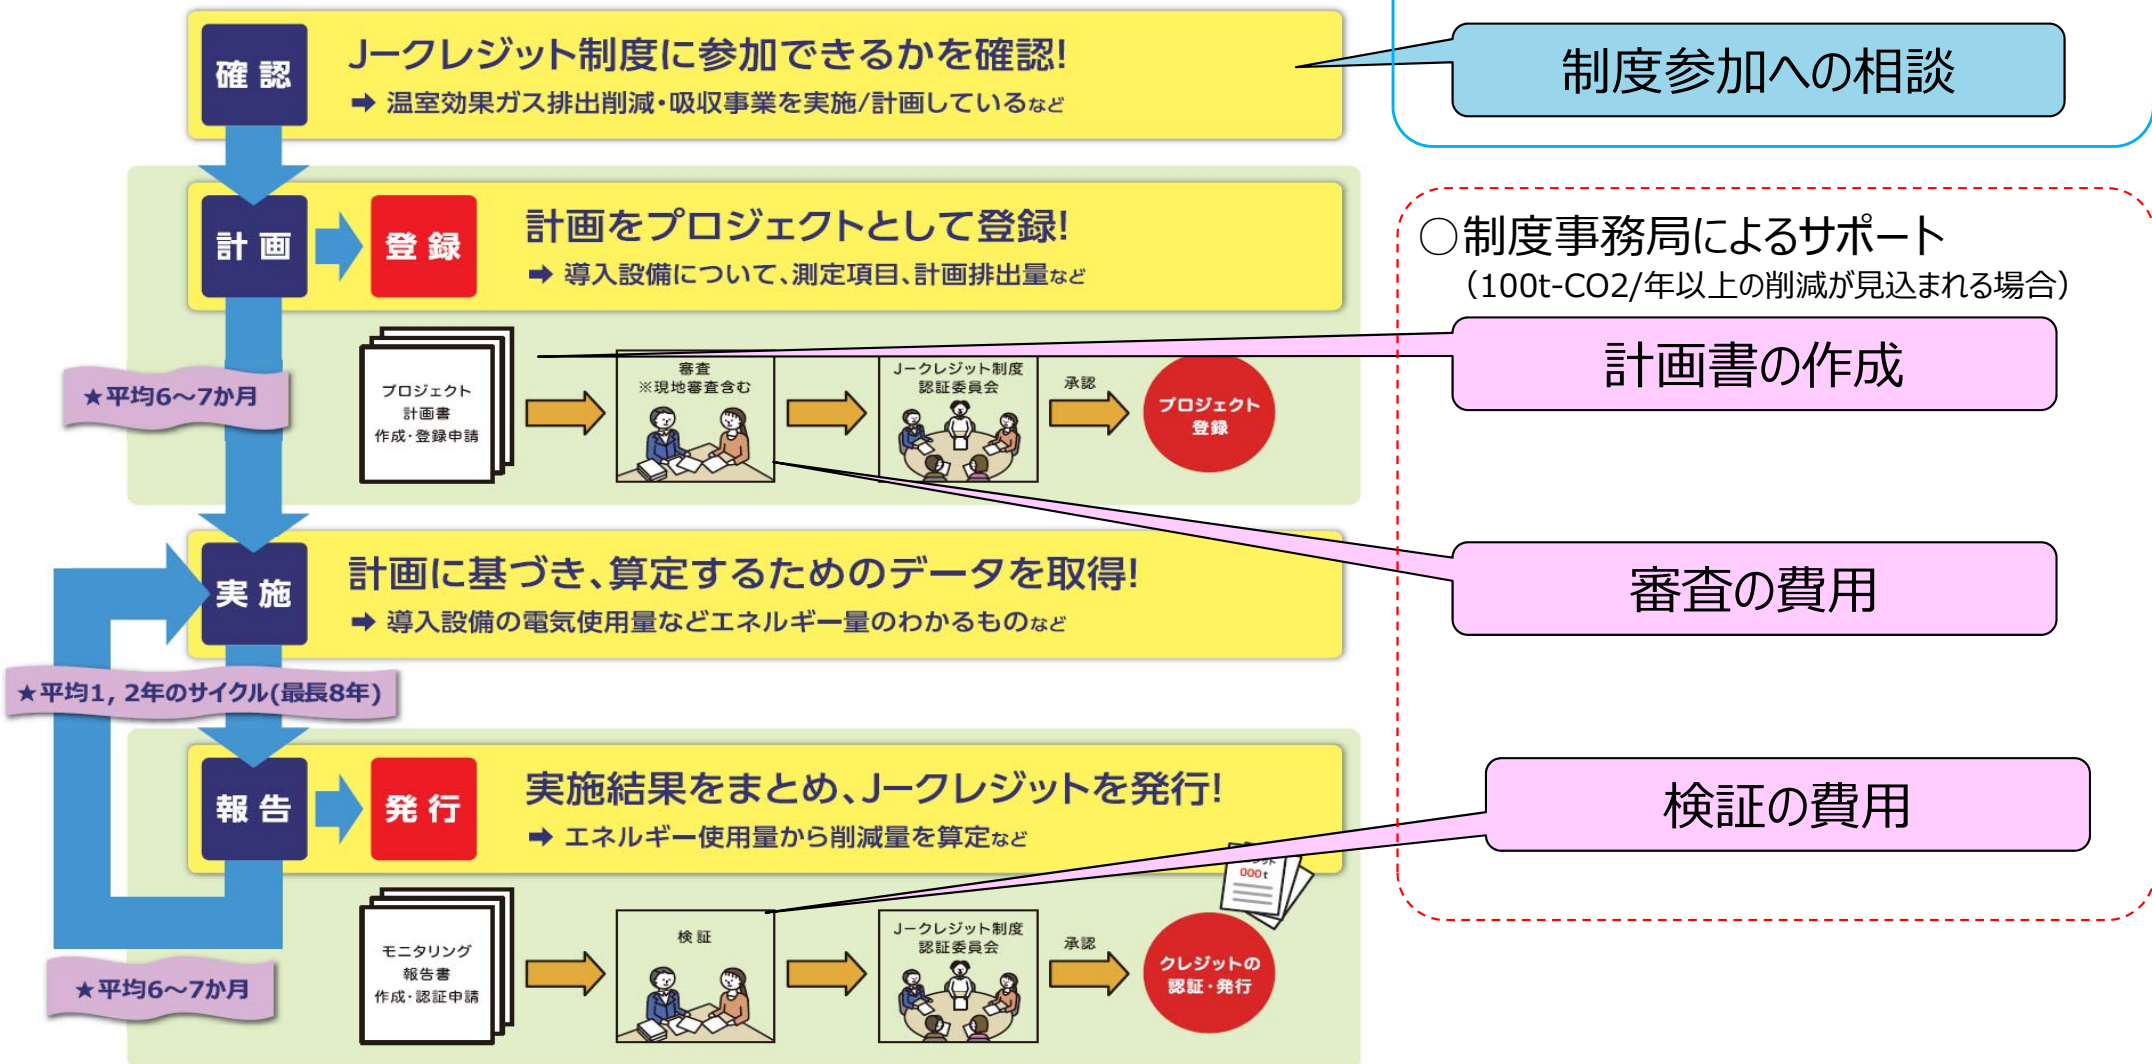 確認
Jークレジット制度に参加できるかを確認!
➡ 温室効果ガス排出削減・吸収事業を実施/計画しているなど
制度参加への相談
計画
登録
計画をプロジェクトとして登録!
➡ 導入設備について、測定項目、計画排出量など
○制度事務局によるサポート
（100t-CO2/年以上の削減が見込まれる場合）
計画書の作成
★平均6〜7か月
プロジェクト
計画書
作成・登録申請
審査
※現地審査含む
Jークレジット制度
認証委員会
承認
プロジェクト
登録
審査の費用
実施
計画に基づき、算定するためのデータを取得!
➡ 導入設備の電気使用量などエネルギー量のわかるものなど
★平均1, 2年のサイクル(最長8年)
報告
発行
実施結果をまとめ、Jークレジットを発行!
➡ エネルギー使用量から削減量を算定など
検証の費用
000t
★平均6〜7か月
モニタリング
報告書
作成・認証申請
検証
Jークレジット制度
認証委員会
承認
クレジットの
認証・発行